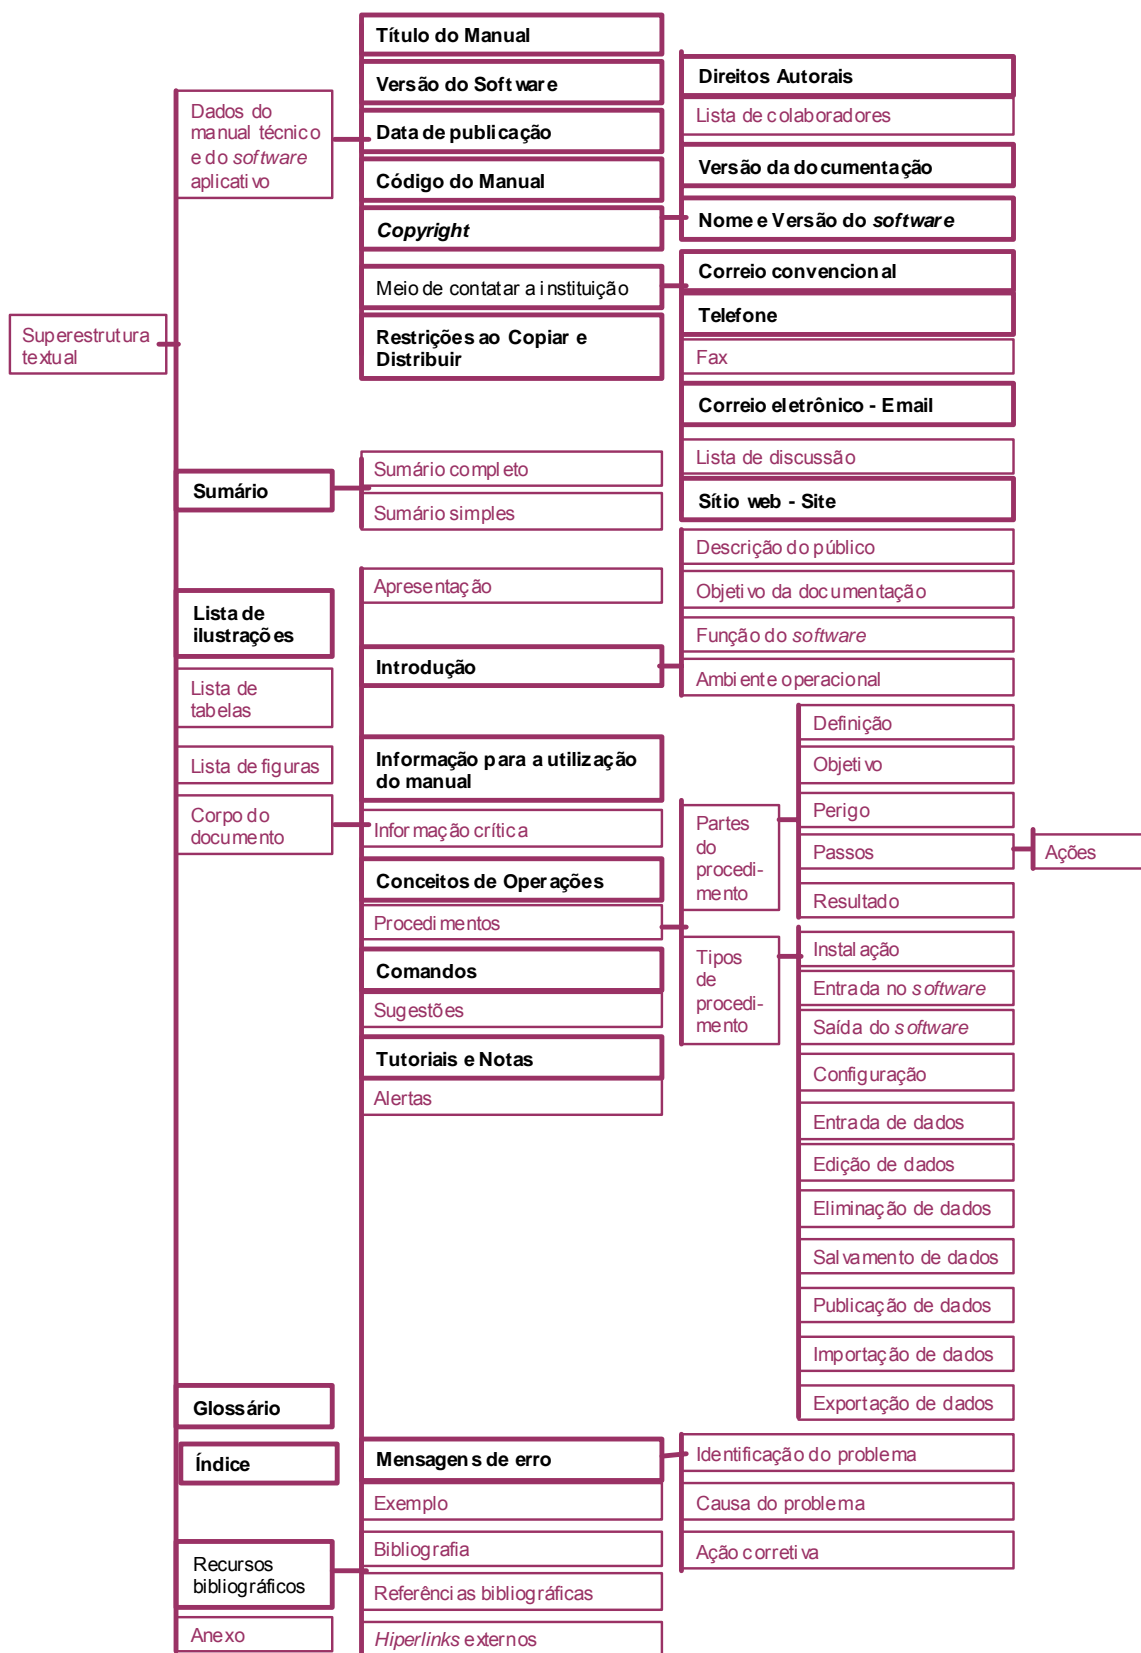 Superestrutura
textual
Dados do
manual técnico
e do software
aplicativo
Título do Manual
Versão do Software
Data de publicação
Código do Manual
Copyright
Direitos Autorais
Lista de colaboradores
Versão da documentação
Nome e Versão do software
Meio de contatar a instituição
Correio convencional
Telefone
Fax
Correio eletrônico - Email
Lista de discussão
Sítio web - Site
Restrições ao Copiar e
Distribuir
Sumário
Sumário completo
Sumário simples
Lista de
ilustrações
Lista de
tabelas
Lista de figuras
Corpo do
documento
Apresentação
Introdução
Descrição do público
Objetivo da documentação
Função do software
Ambiente operacional
Informação para a utilização
do manual
Informação crítica
Conceitos de Operações
Procedimentos
Partes
do
procedi-
mento
Definição
Objetivo
Perigo
Passos
Ações
Resultado
Tipos
de
procedi-
mento
Instalação
Entrada no software
Saída do software
Configuração
Entrada de dados
Edição de dados
Eliminação de dados
Salvamento de dados
Publicação de dados
Importação de dados
Exportação de dados
Comandos
Sugestões
Tutoriais e Notas
Alertas
Mensagens de erro
Identificação do problema
Causa do problema
Ação corretiva
Exemplo
Glossário
Índice
Recursos
bibliográficos
Bibliografia
Referências bibliográficas
Hiperlinks externos
Anexo